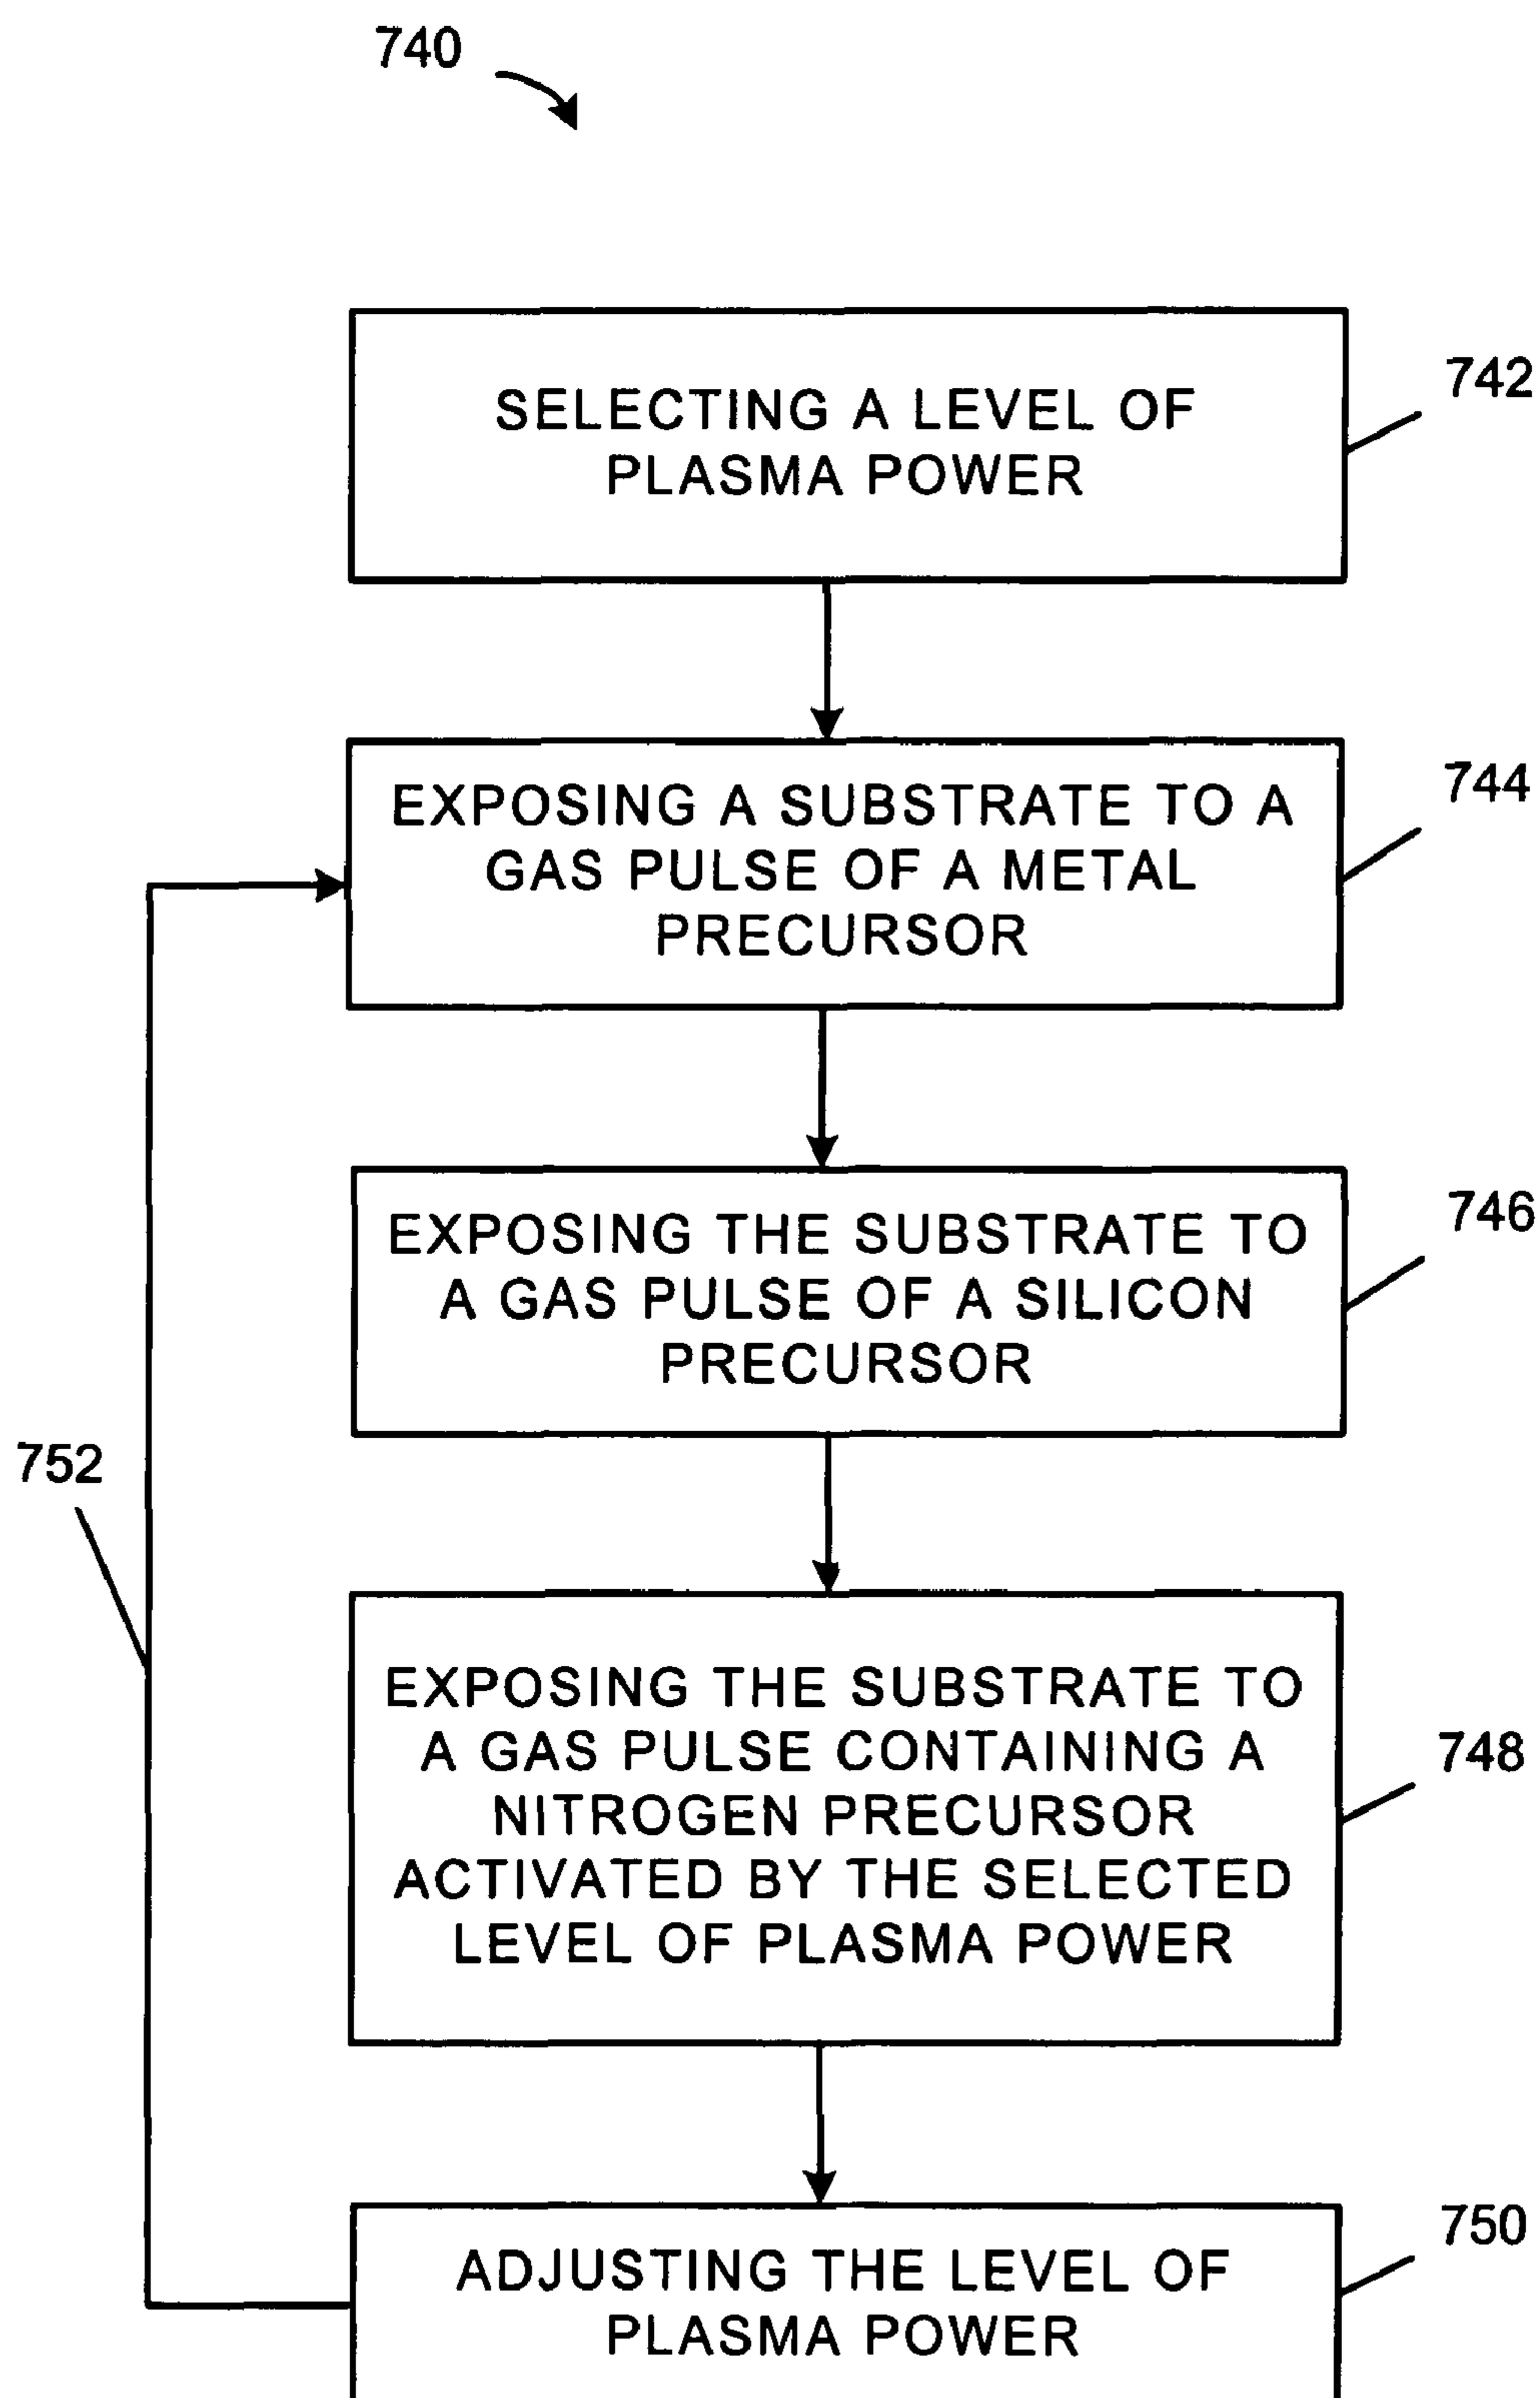 740
SELECTING A LEVEL OF
PLASMA POWER
742
EXPOSING A SUBSTRATE TO A
GAS PULSE OF A METAL
PRECURSOR
744
EXPOSING THE SUBSTRATE TO
A GAS PULSE OF A SILICON
PRECURSOR
746
752
EXPOSING THE SUBSTRATE TO
A GAS PULSE CONTAINING A
NITROGEN PRECURSOR
ACTIVATED BY THE SELECTED
LEVEL OF PLASMA POWER
748
ADJUSTING THE LEVEL OF
PLASMA POWER
750